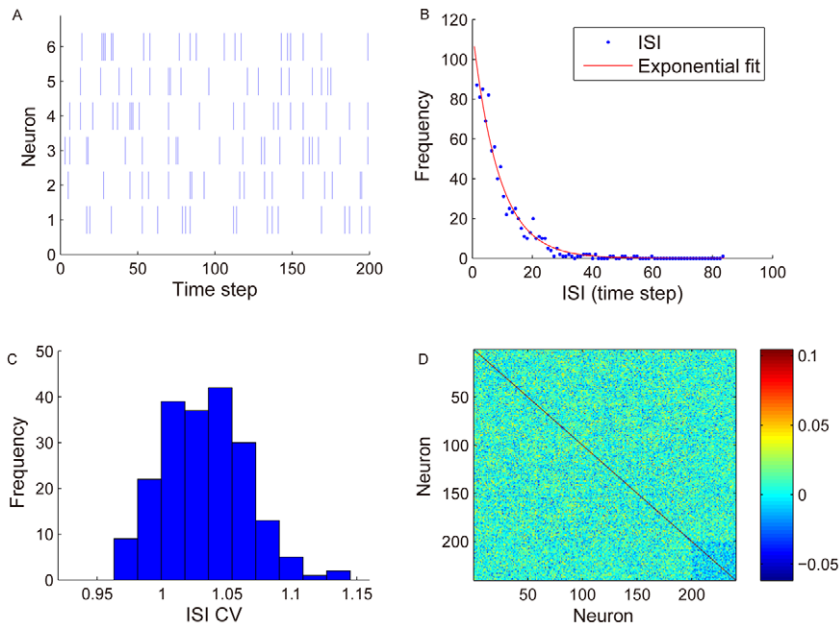 A
6
5
4
3
2
1
0
Neuron
0 50 100 150 200
Time step
B
120
100
80
60
40
20
0
Frequency
ISI
Exponential fit
0 20 40 60 80 100
ISI (time step)
C
50
40
30
20
10
0
Frequency
0.95 1 1.05 1.1 1.15
ISI CV
D
50
100
150
200
Neuron
50 100 150 200
Neuron
0.1
0.05
0
-0.05